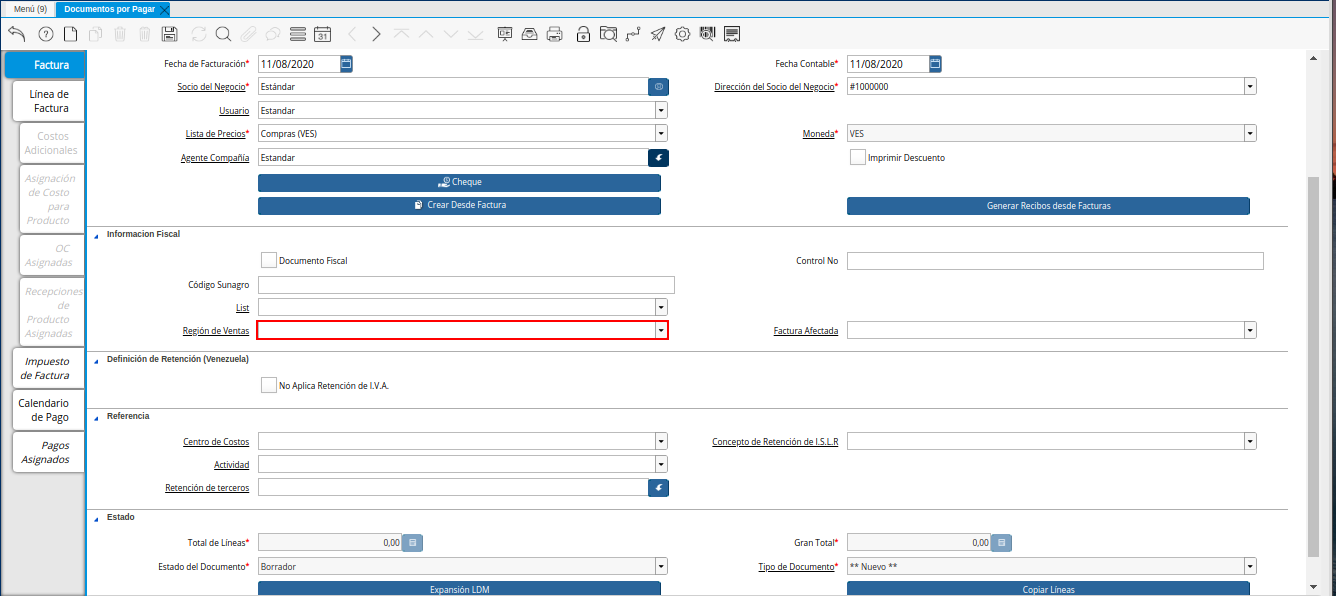 Menú (9)
Documentos por Pagar
31
Factura
Línea de
Factura
Costos
Adicionales
Asignación
de Costo
para
Producto
OC
Asignadas
Recepciones
de
Producto
Asignadas
Impuesto
de Factura
Calendario
de Pago
Pagos
Asignados
Fecha de Facturación* 11/08/2020 Fecha Contable* 11/08/2020
Socio del Negocio* Estándar Dirección del Socio del Negocio* #1000000
Usuario Estandar
Lista de Precios* Compras (VES) Moneda* VES
Agente Compañía Estandar Imprimir Descuento
Cheque
Crear Desde Factura Generar Recibos desde Facturas
Informacion Fiscal
Documento Fiscal Control No
Código Sunagro
List
Región de Ventas Factura Afectada
Definición de Retención (Venezuela)
No Aplica Retención de I.V.A.
Referencia
Centro de Costos Concepto de Retención de I.S.L.R
Actividad
Retención de terceros
Estado
Total de Líneas* 0,00 Gran Total* 0,00
Estado del Documento* Borrador Tipo de Documento* ** Nuevo **
Expansión LDM Copiar Líneas